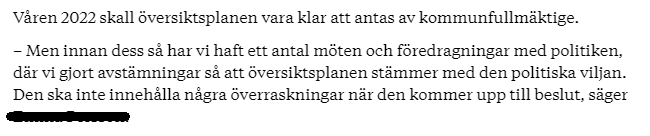 Våren 2022 skall översiktsplanen vara klar att antas av kommunfullmäktige.
– Men innan dess så har vi haft ett antal möten och föredragningar med politiken,
där vi gjort avstämningar så att översiktsplanen stämmer med den politiska viljan.
Den ska inte innehålla några överraskningar när den kommer upp till beslut, säger